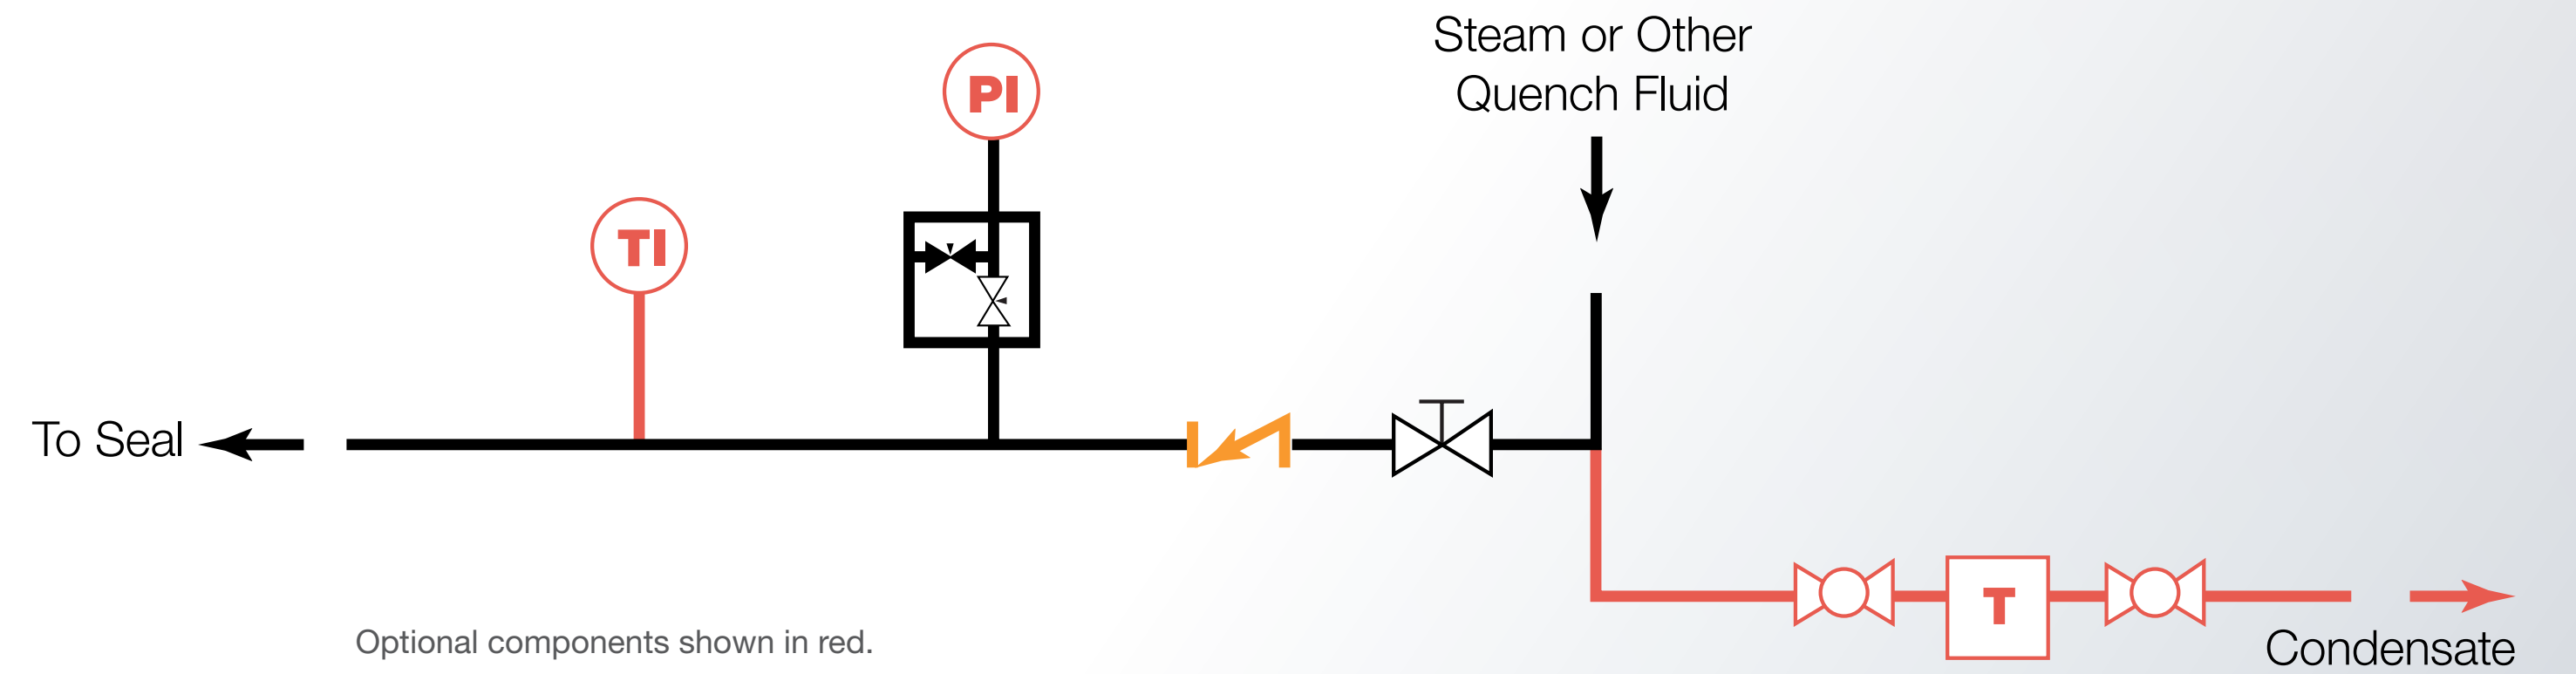 Steam or Other
Quench Fluid
PI
TI
To Seal
T
Optional components shown in red.
Condensate